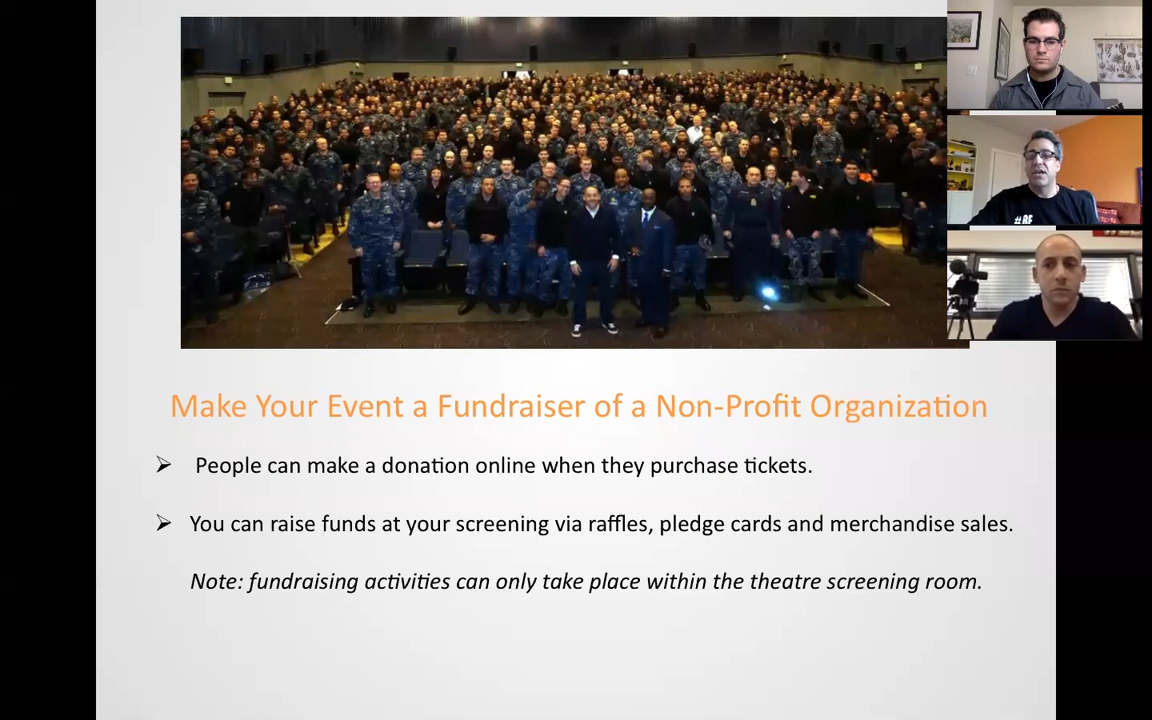 Make Your Event a Fundraiser of a Non-Profit Organization
➢ People can make a donation online when they purchase tickets.
➢ You can raise funds at your screening via raffles, pledge cards and merchandise sales.
Note: fundraising activities can only take place within the theatre screening room.